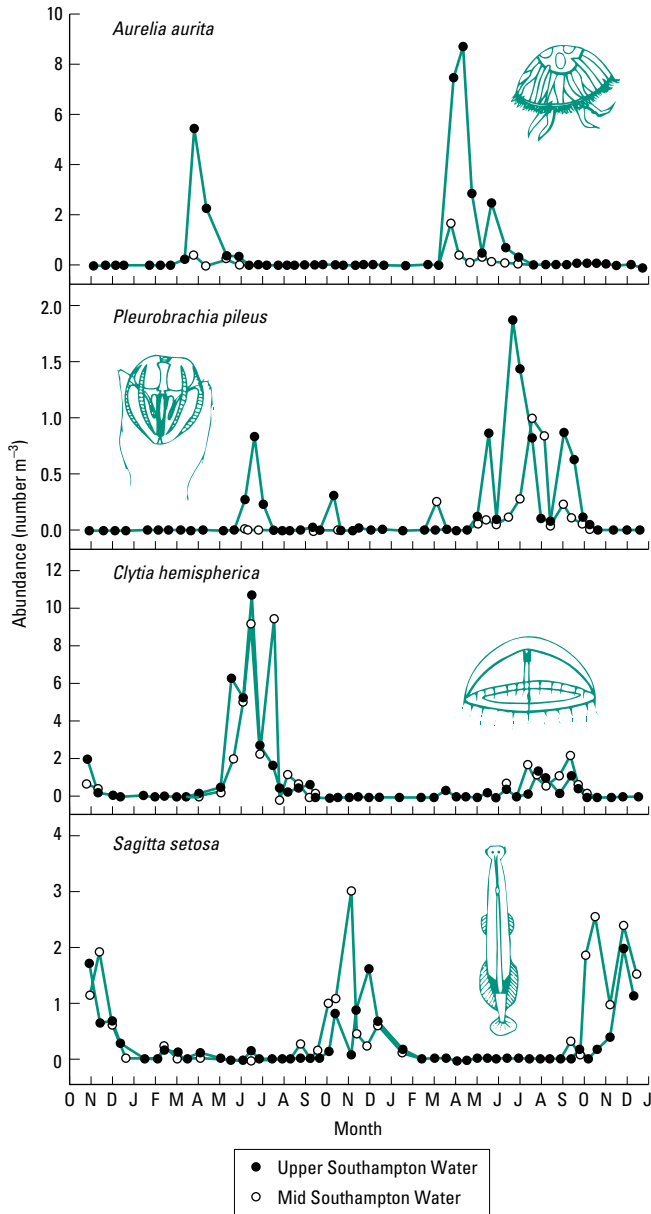 10
Aurelia aurita
8
6
4
2
0
2.0
Pleurobrachia pileus
1.5
1.0
0.5
0.0
Abundance (number m⁻³)
12
Clytia hemispherica
10
8
6
4
2
0
4
Sagitta setosa
3
2
1
0
O N D J F M A M J J A S O N D J F M A M J J A S O N D J
Month
Upper Southampton Water
Mid Southampton Water